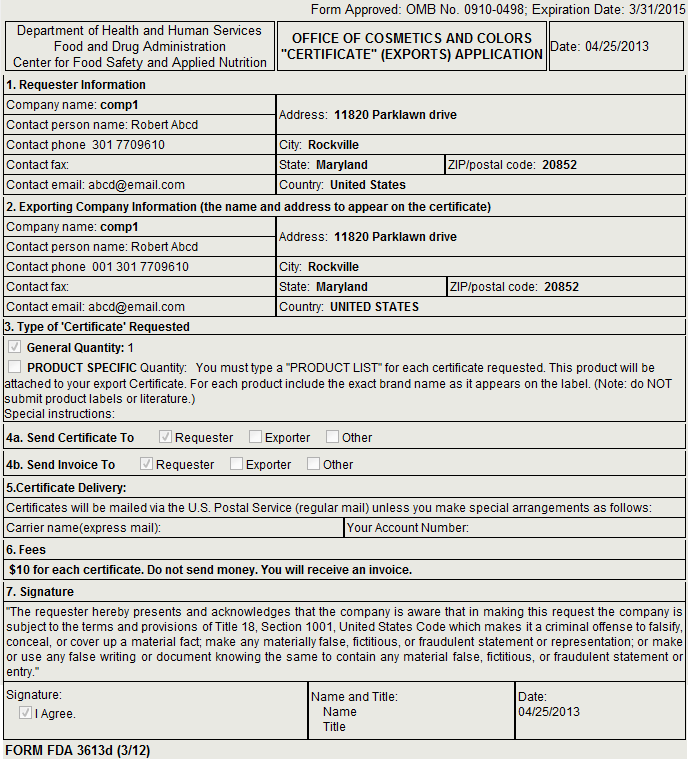 Form Approved: OMB No. 0910-0498; Expiration Date: 3/31/2015
Department of Health and Human Services
Food and Drug Administration
Center for Food Safety and Applied Nutrition
OFFICE OF COSMETICS AND COLORS
"CERTIFICATE" (EXPORTS) APPLICATION
Date: 04/25/2013
1. Requester Information
Company name: comp1
Contact person name: Robert Abcd
Address: 11820 Parklawn drive
Contact phone 301 7709610
City: Rockville
Contact fax:
State: Maryland
ZIP/postal code: 20852
Contact email: abcd@email.com
Country: United States
2. Exporting Company Information (the name and address to appear on the certificate)
Company name: comp1
Contact person name: Robert Abcd
Address: 11820 Parklawn drive
Contact phone 001 301 7709610
City: Rockville
Contact fax:
State: Maryland
ZIP/postal code: 20852
Contact email: abcd@email.com
Country: UNITED STATES
3. Type of 'Certificate' Requested
General Quantity: 1
PRODUCT SPECIFIC Quantity: You must type a "PRODUCT LIST" for each certificate requested. This product will be
attached to your export Certificate. For each product include the exact brand name as it appears on the label. (Note: do NOT
submit product labels or literature.)
Special instructions:
4a. Send Certificate To Requester Exporter Other
4b. Send Invoice To Requester Exporter Other
5.Certificate Delivery:
Certificates will be mailed via the U.S. Postal Service (regular mail) unless you make special arrangements as follows:
Carrier name(express mail):
Your Account Number:
6. Fees
$10 for each certificate. Do not send money. You will receive an invoice.
7. Signature
"The requester hereby presents and acknowledges that the company is aware that in making this request the company is
subject to the terms and provisions of Title 18, Section 1001, United States Code which makes it a criminal offense to falsify,
conceal, or cover up a material fact; make any materially false, fictitious, or fraudulent statement or representation; or make
or use any false writing or document knowing the same to contain any material false, fictitious, or fraudulent statement or
entry."
Signature:
I Agree.
Name and Title:
Name
Title
Date:
04/25/2013
FORM FDA 3613d (3/12)